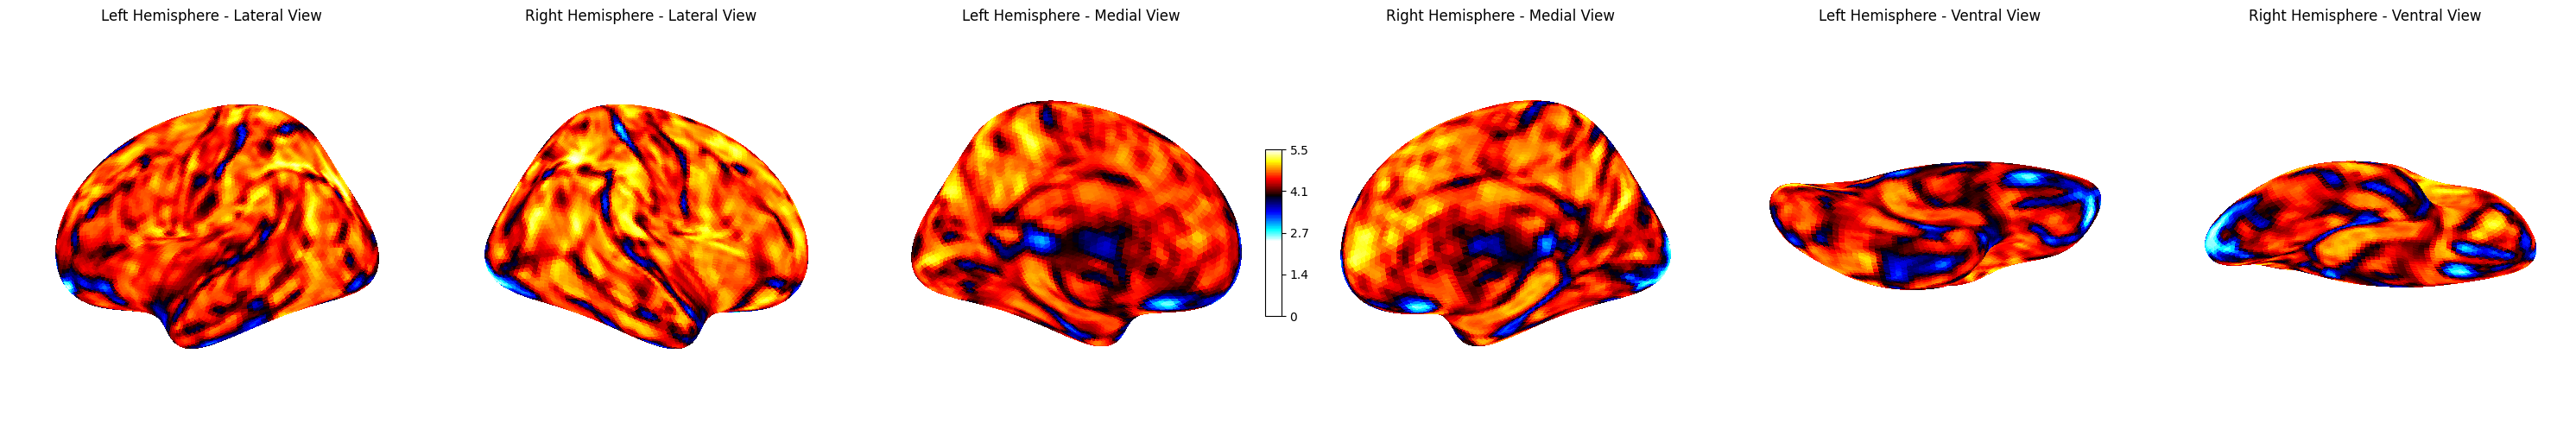 Left Hemisphere - Lateral View
Right Hemisphere - Lateral View
Left Hemisphere - Medial View
Right Hemisphere - Medial View
Left Hemisphere - Ventral View
Right Hemisphere - Ventral View
5.5
4.1
2.7
1.4
0